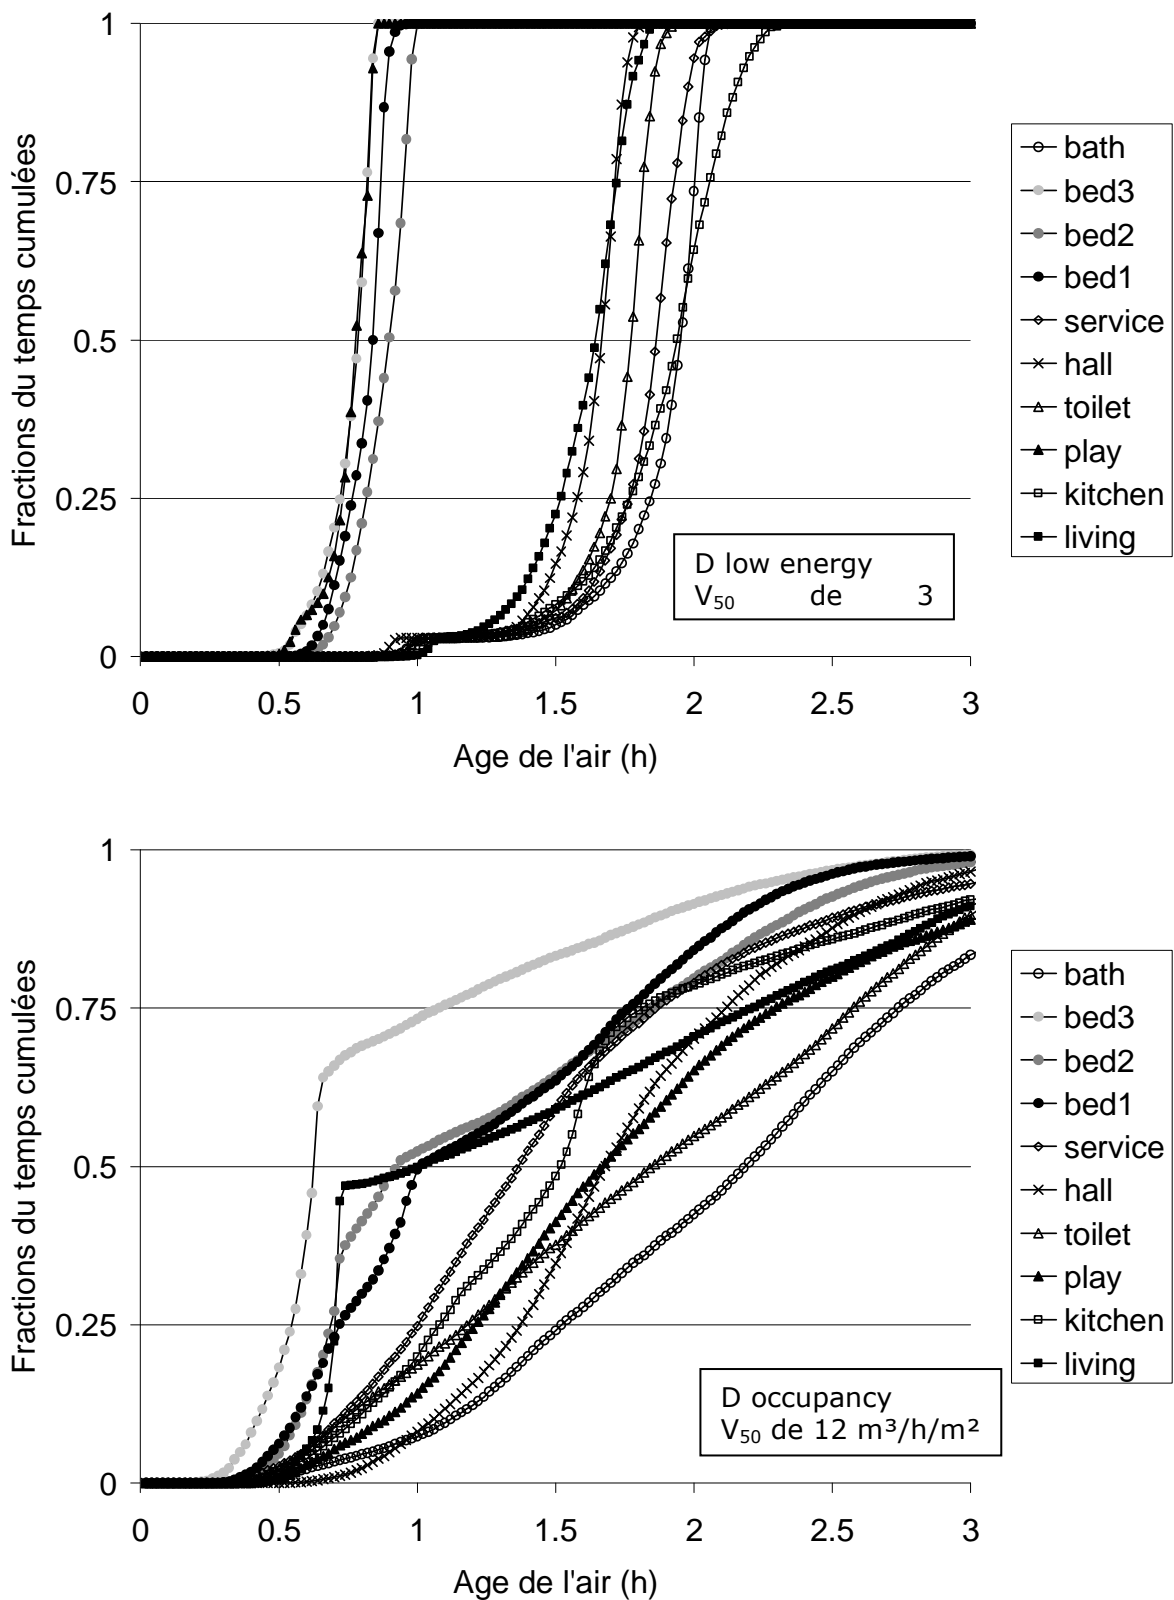 1
0.75
0.5
0.25
0
Fractions du temps cumulées
0 0.5 1 1.5 2 2.5 3
Age de l'air (h)
D low energy
V₅₀ de 3
bath
bed3
bed2
bed1
service
hall
toilet
play
kitchen
living
1
0.75
0.5
0.25
0
Fractions du temps cumulées
0 0.5 1 1.5 2 2.5 3
Age de l'air (h)
D occupancy
V₅₀ de 12 m³/h/m²
bath
bed3
bed2
bed1
service
hall
toilet
play
kitchen
living